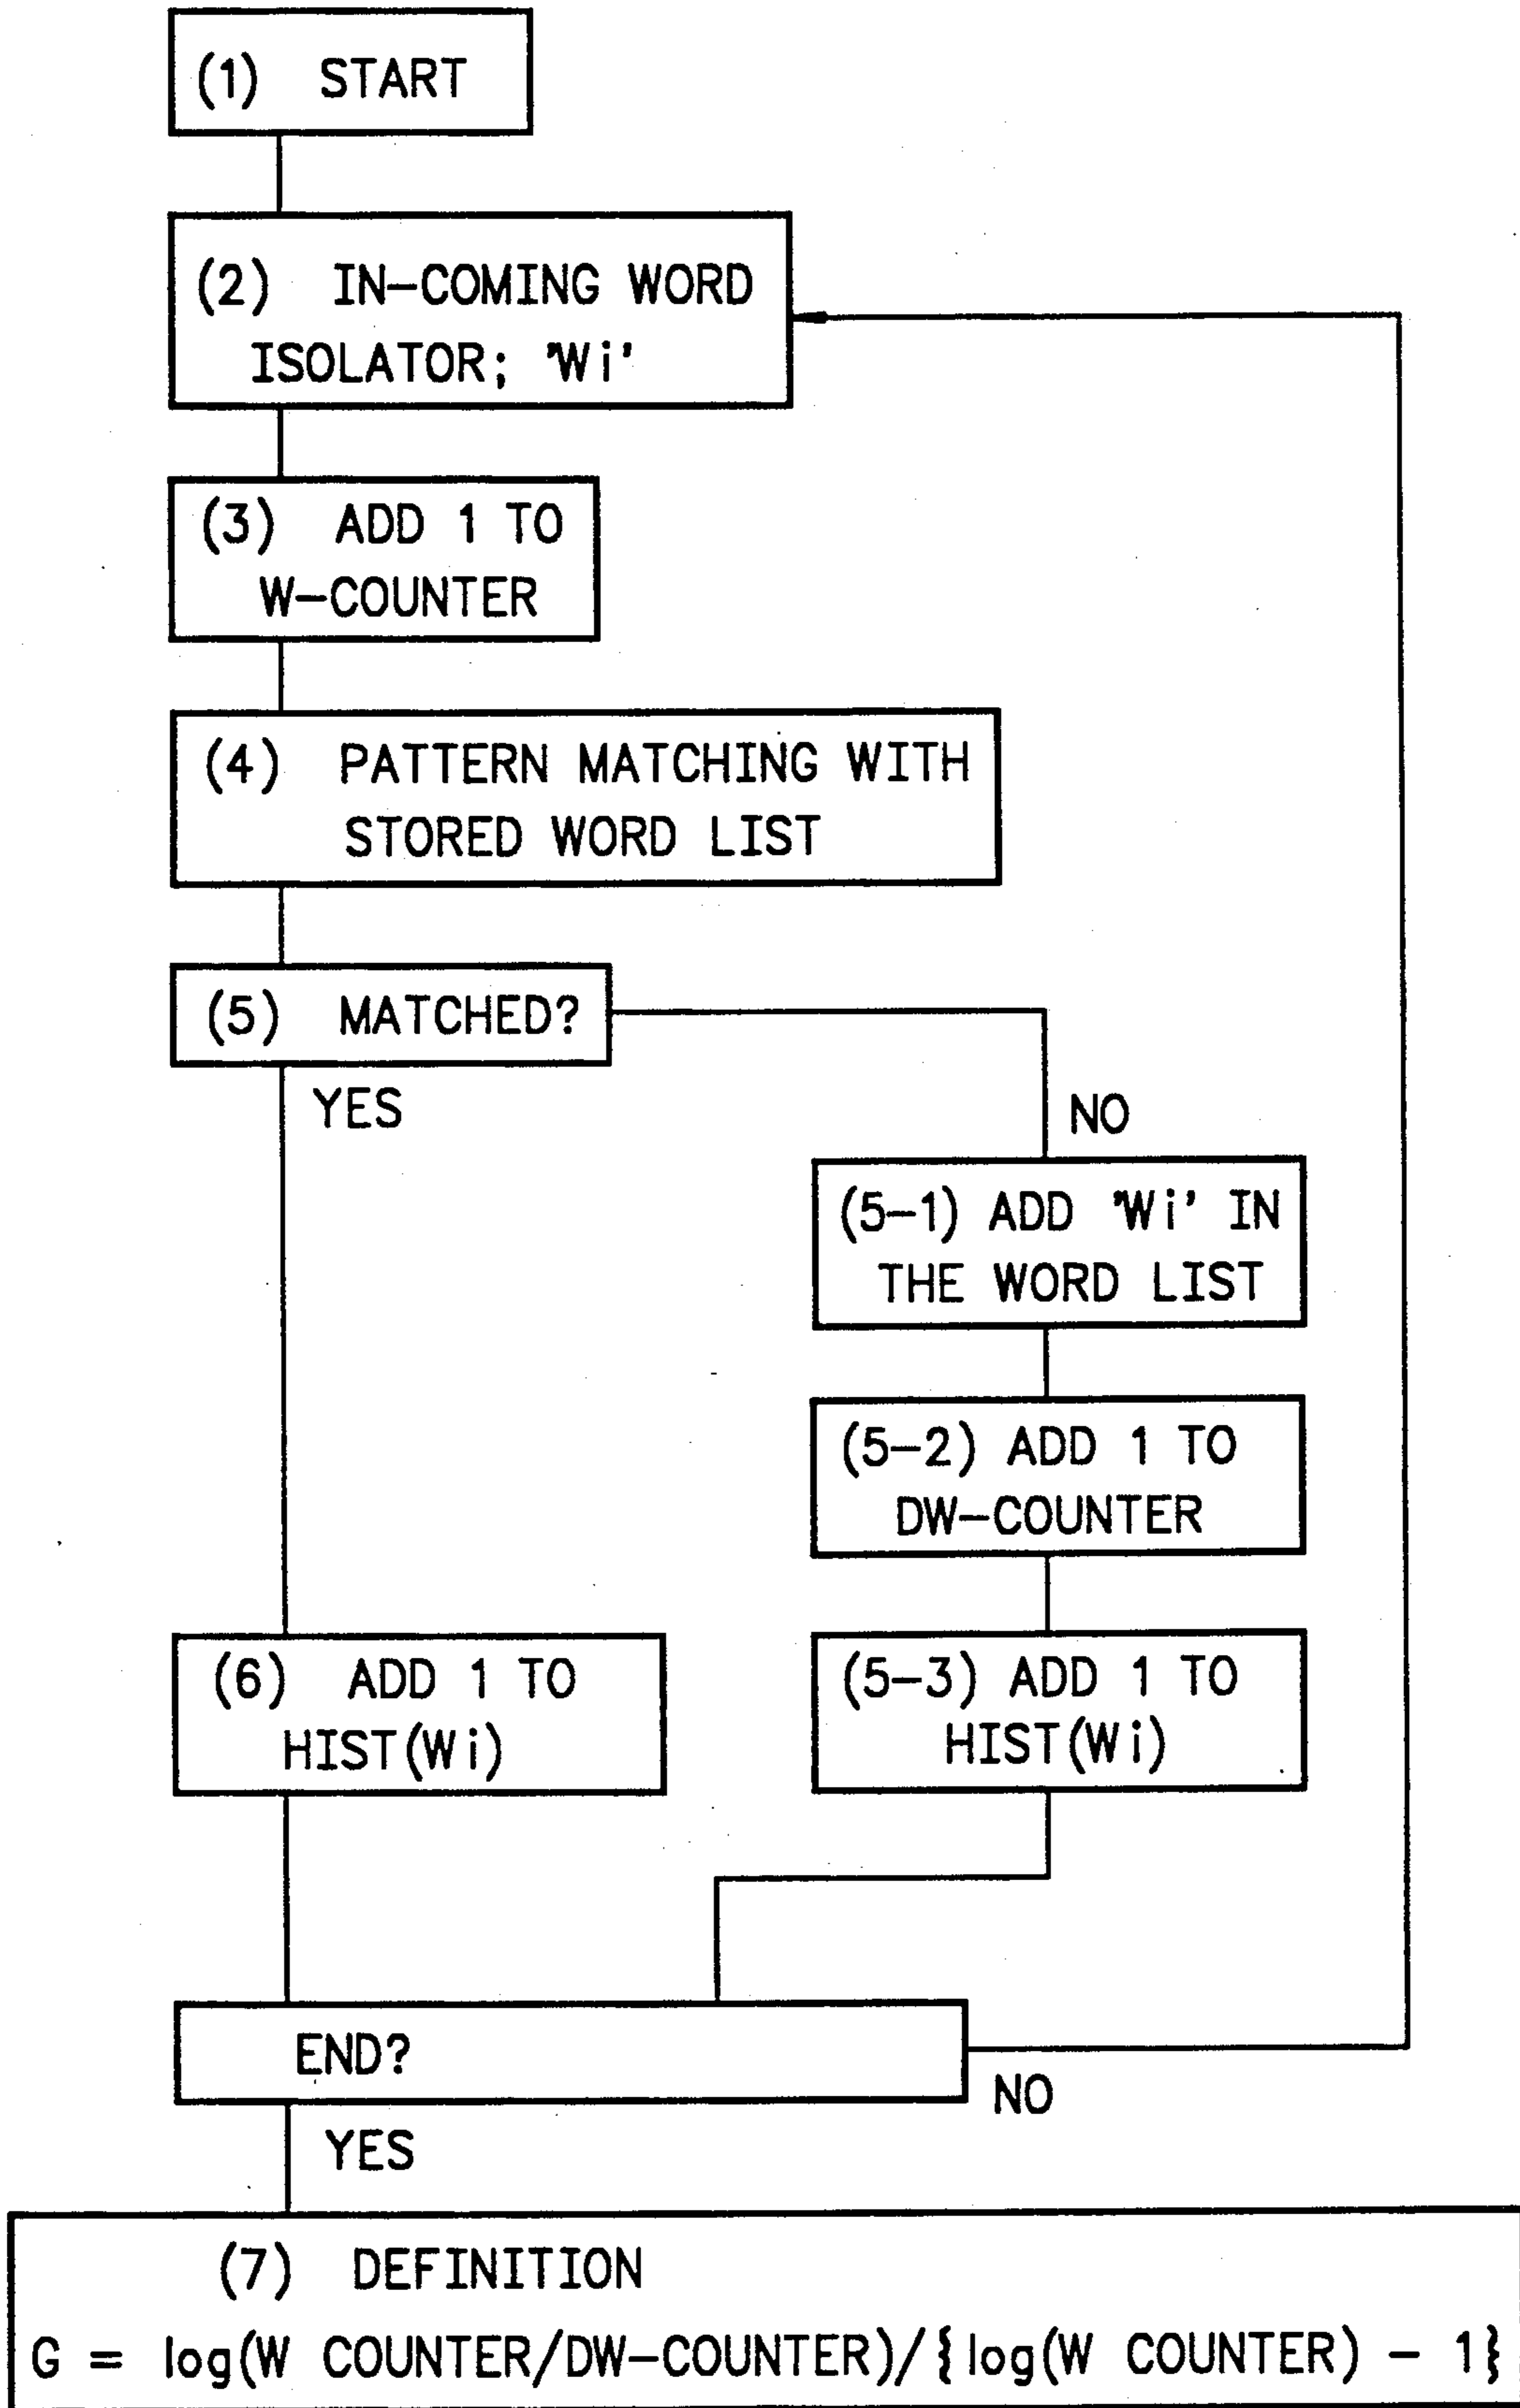 (1) START
(2) IN-COMING WORD
ISOLATOR; 'Wi'
(3) ADD 1 TO
W-COUNTER
(4) PATTERN MATCHING WITH
STORED WORD LIST
(5) MATCHED?
YES
NO
(5-1) ADD 'Wi' IN
THE WORD LIST
(5-2) ADD 1 TO
DW-COUNTER
(5-3) ADD 1 TO
HIST(Wi)
(6) ADD 1 TO
HIST(Wi)
END?
NO
YES
(7) DEFINITION
G = log(W COUNTER/DW-COUNTER)/{log(W COUNTER) - 1}